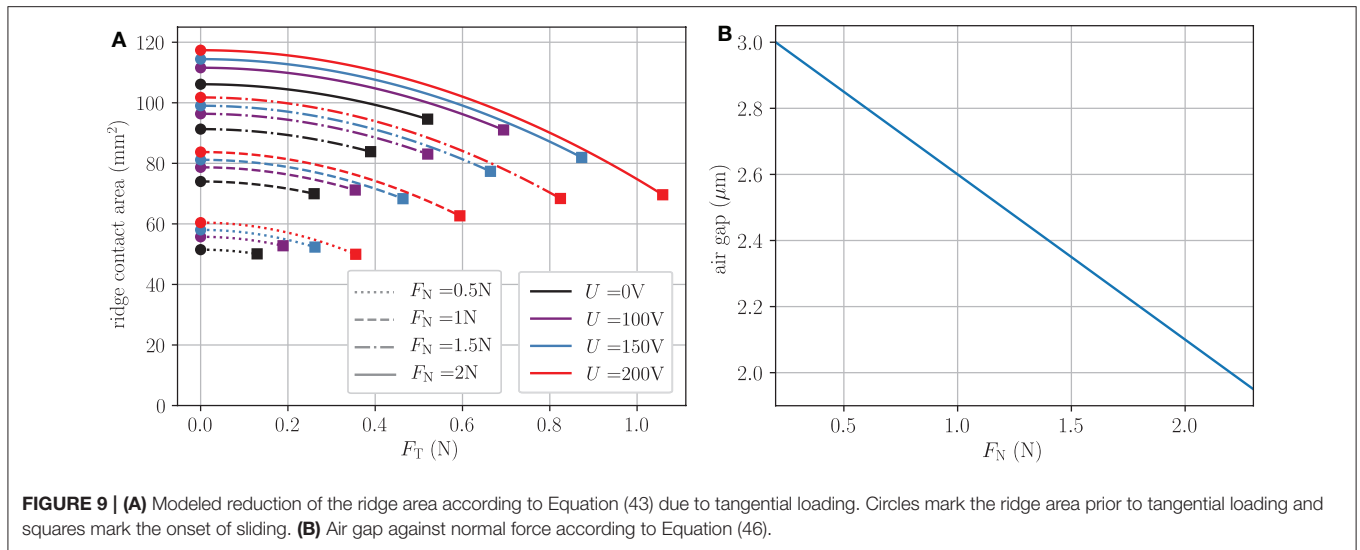 A
120
100
80
60
40
20
0
ridge contact area (mm²)
0.0 0.2 0.4 0.6 0.8 1.0
F_T (N)
F_N =0.5N
F_N =1N
F_N =1.5N
F_N =2N
U =0V
U =100V
U =150V
U =200V
B
3.0
2.8
2.6
2.4
2.2
2.0
air gap (μm)
0.5 1.0 1.5 2.0
F_N (N)
FIGURE 9 | (A) Modeled reduction of the ridge area according to Equation (43) due to tangential loading. Circles mark the ridge area prior to tangential loading and
squares mark the onset of sliding. (B) Air gap against normal force according to Equation (46).